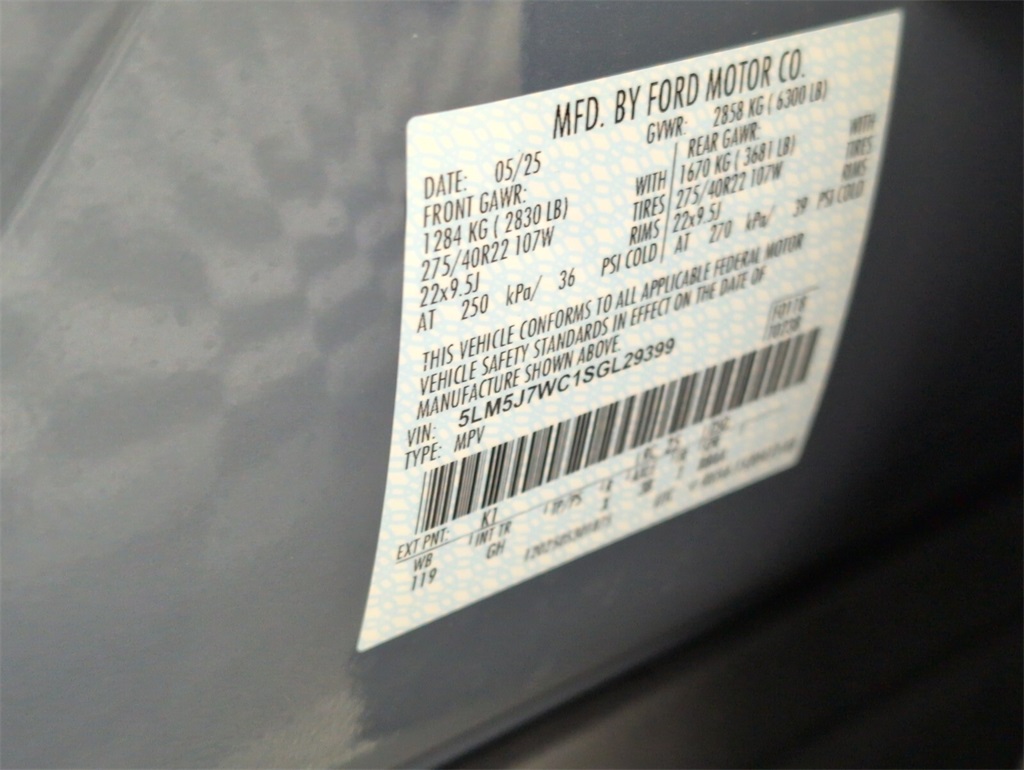 MFD. BY FORD MOTOR CO.
DATE: 05/25 GVWR: 2858 KG ( 6300 LB)
FRONT GAWR: REAR GAWR:
1284 KG ( 2830 LB) WITH 1670 KG ( 3681 LB) WITH
275/40R22 107W TIRES 275/40R22 107W TIRES
22x9.5J RIMS 22x9.5J RIMS
AT 250 kPa/ 36 PSI COLD AT 270 kPa/ 39 PSI COLD
THIS VEHICLE CONFORMS TO ALL APPLICABLE FEDERAL MOTOR
VEHICLE SAFETY STANDARDS IN EFFECT ON THE DATE OF
MANUFACTURE SHOWN ABOVE.
VIN: 5LM5J7WC1SGL29399
TYPE: MPV
EXT PNT: KZ
WB INT TR
119 GH